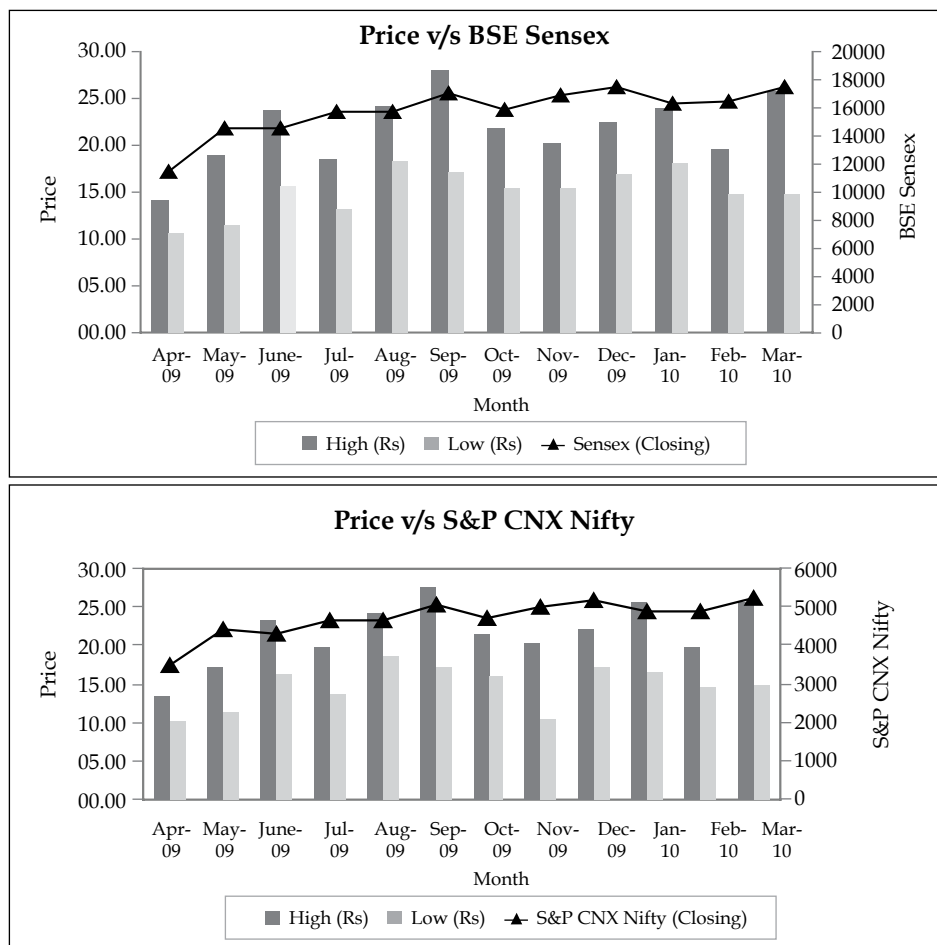 Price v/s BSE Sensex
30.00
25.00
20.00
15.00
10.00
05.00
00.00
Price
20000
18000
16000
14000
12000
10000
8000
6000
4000
2000
0
BSE Sensex
Apr- May- June- Jul- Aug- Sep- Oct- Nov- Dec- Jan- Feb- Mar-
09 09 09 09 09 09 09 09 09 10 10 10
Month
High (Rs) Low (Rs) Sensex (Closing)
Price v/s S&P CNX Nifty
30.00
25.00
20.00
15.00
10.00
05.00
00.00
Price
6000
5000
4000
3000
2000
1000
0
S&P CNX Nifty
Apr- May- June- Jul- Aug- Sep- Oct- Nov- Dec- Jan- Feb- Mar-
09 09 09 09 09 09 09 09 09 10 10 10
Month
High (Rs) Low (Rs) S&P CNX Nifty (Closing)